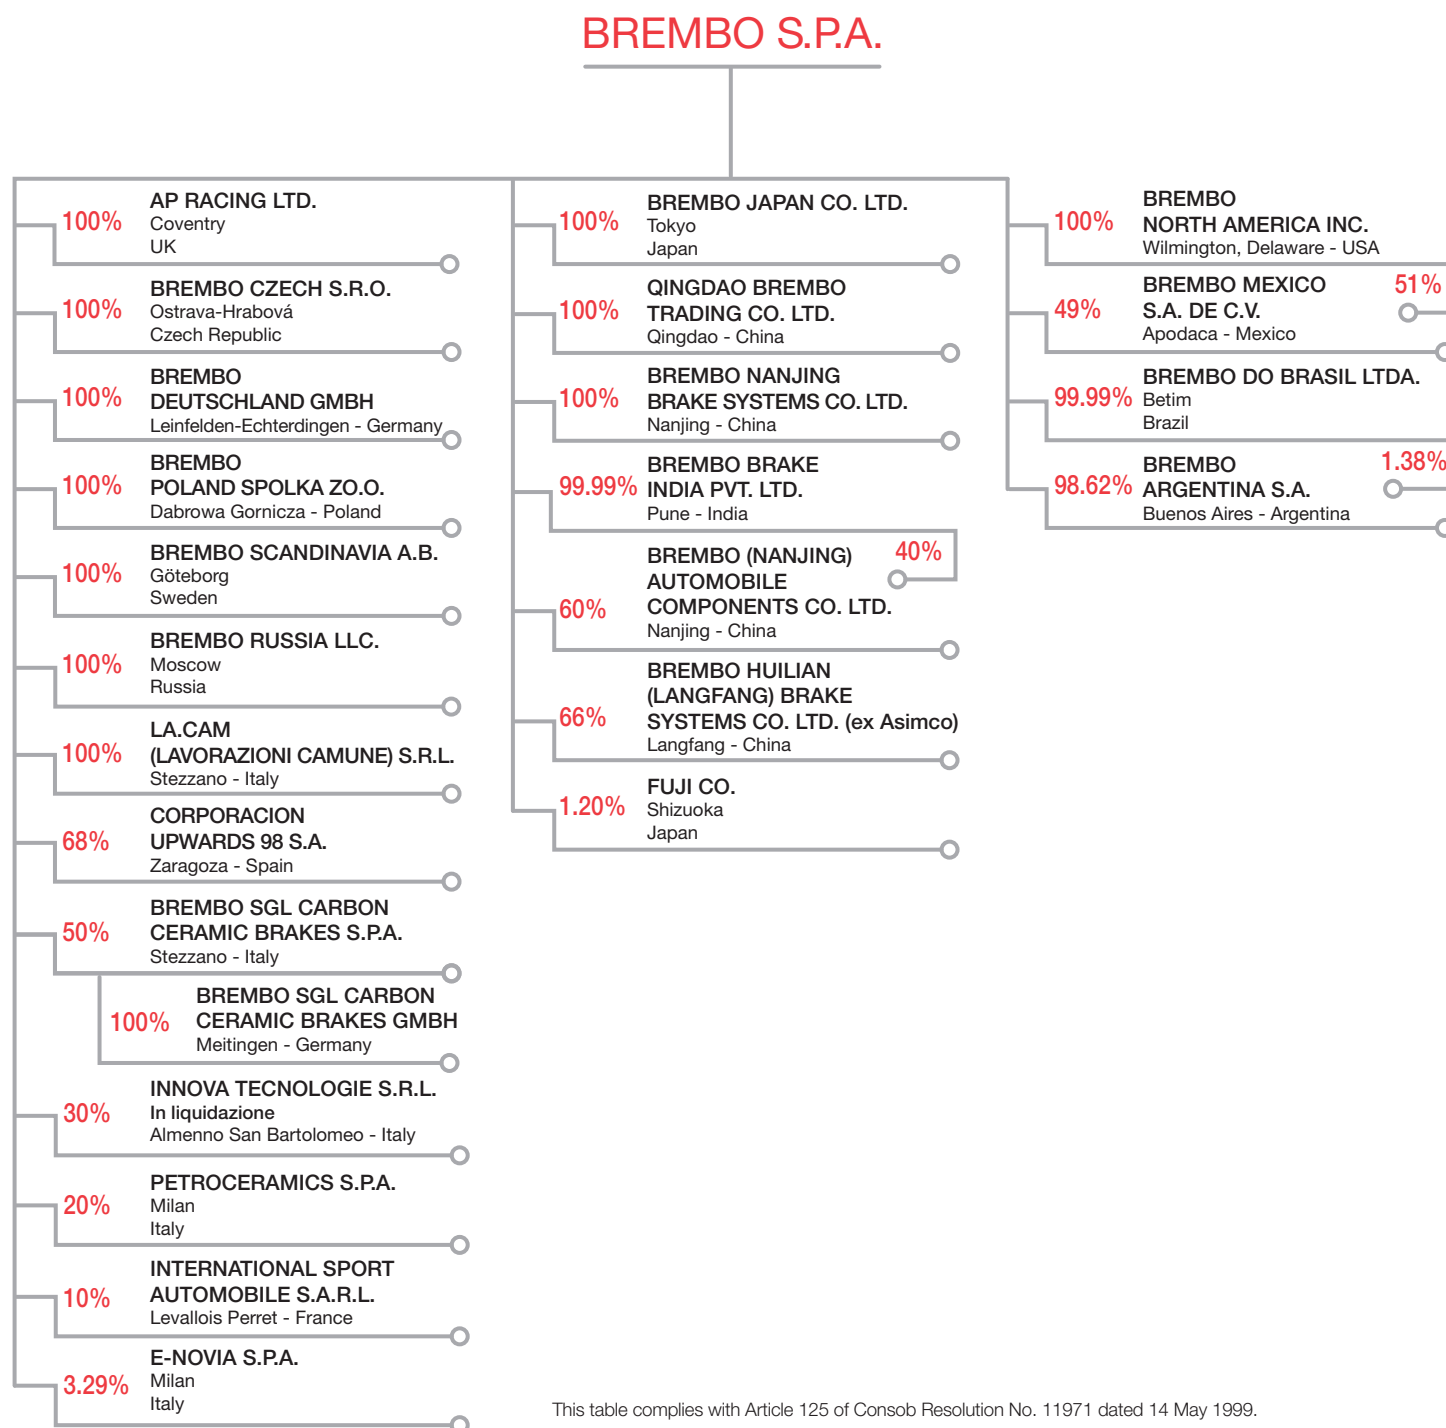 BREMBO S.P.A.
100%
AP RACING LTD.
Coventry
UK
100%
BREMBO CZECH S.R.O.
Ostrava-Hrabová
Czech Republic
100%
BREMBO
DEUTSCHLAND GMBH
Leinfelden-Echterdingen - Germany
100%
BREMBO
POLAND SPOLKA ZO.O.
Dabrowa Gornicza - Poland
100%
BREMBO SCANDINAVIA A.B.
Göteborg
Sweden
100%
BREMBO RUSSIA LLC.
Moscow
Russia
100%
LA.CAM
(LAVORAZIONI CAMUNE) S.R.L.
Stezzano - Italy
68%
CORPORACION
UPWARDS 98 S.A.
Zaragoza - Spain
50%
BREMBO SGL CARBON
CERAMIC BRAKES S.P.A.
Stezzano - Italy
100%
BREMBO SGL CARBON
CERAMIC BRAKES GMBH
Meitingen - Germany
30%
INNOVA TECNOLOGIE S.R.L.
In liquidazione
Almenno San Bartolomeo - Italy
20%
PETROCERAMICS S.P.A.
Milan
Italy
10%
INTERNATIONAL SPORT
AUTOMOBILE S.A.R.L.
Levallois Perret - France
3.29%
E-NOVIA S.P.A.
Milan
Italy
100%
BREMBO JAPAN CO. LTD.
Tokyo
Japan
100%
QINGDAO BREMBO
TRADING CO. LTD.
Qingdao - China
100%
BREMBO NANJING
BRAKE SYSTEMS CO. LTD.
Nanjing - China
99.99%
BREMBO BRAKE
INDIA PVT. LTD.
Pune - India
60%
BREMBO (NANJING)
AUTOMOBILE
COMPONENTS CO. LTD.
Nanjing - China
40%
66%
BREMBO HUILIAN
(LANGFANG) BRAKE
SYSTEMS CO. LTD. (ex Asimco)
Langfang - China
1.20%
FUJI CO.
Shizuoka
Japan
100%
BREMBO
NORTH AMERICA INC.
Wilmington, Delaware - USA
49%
BREMBO MEXICO
S.A. DE C.V.
Apodaca - Mexico
51%
99.99%
BREMBO DO BRASIL LTDA.
Betim
Brazil
98.62%
BREMBO
ARGENTINA S.A.
Buenos Aires - Argentina
1.38%
This table complies with Article 125 of Consob Resolution No. 11971 dated 14 May 1999.